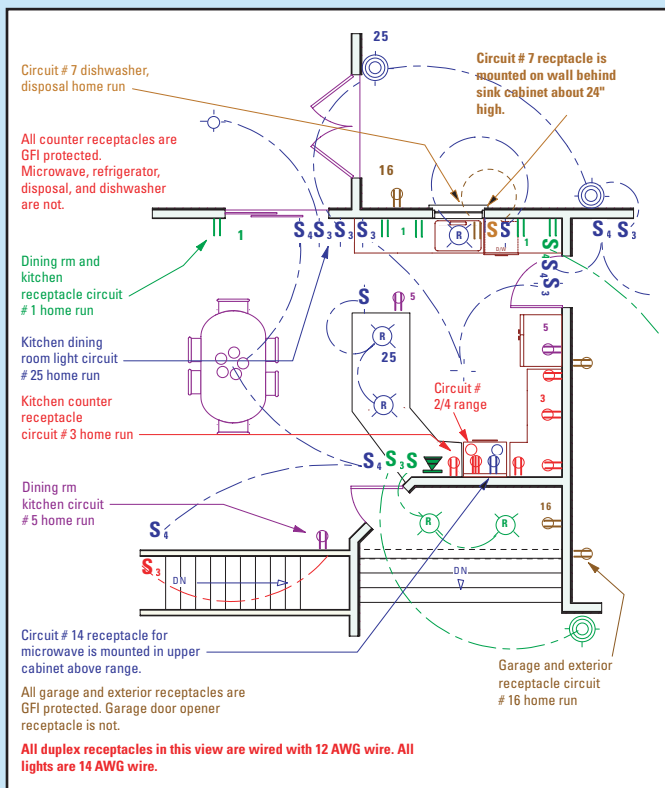 25
Circuit # 7 recptacle is
mounted on wall behind
sink cabinet about 24"
high.
Circuit # 7 dishwasher,
disposal home run
All counter receptacles are
GFI protected.
Microwave, refrigerator,
disposal, and dishwasher
are not.
16
S4 S3 S3 S3
1
1
R
S S
D/W
1
S4
S4 S3
S4
S3
Dining rm and
kitchen
receptacle circuit
# 1 home run
S
5
R
25
R
5
Kitchen dining
room light circuit
# 25 home run
Circuit #
2/4 range
3
Kitchen counter
receptacle
circuit # 3 home run
S4 S3 S
Dining rm
kitchen circuit
# 5 home run
S4
R
R
16
S3
DN
DN
Circuit # 14 receptacle for
microwave is mounted in upper
cabinet above range.
Garage and exterior
receptacle circuit
# 16 home run
All garage and exterior receptacles are
GFI protected. Garage door opener
receptacle is not.
All duplex receptacles in this view are wired with 12 AWG wire. All
lights are 14 AWG wire.